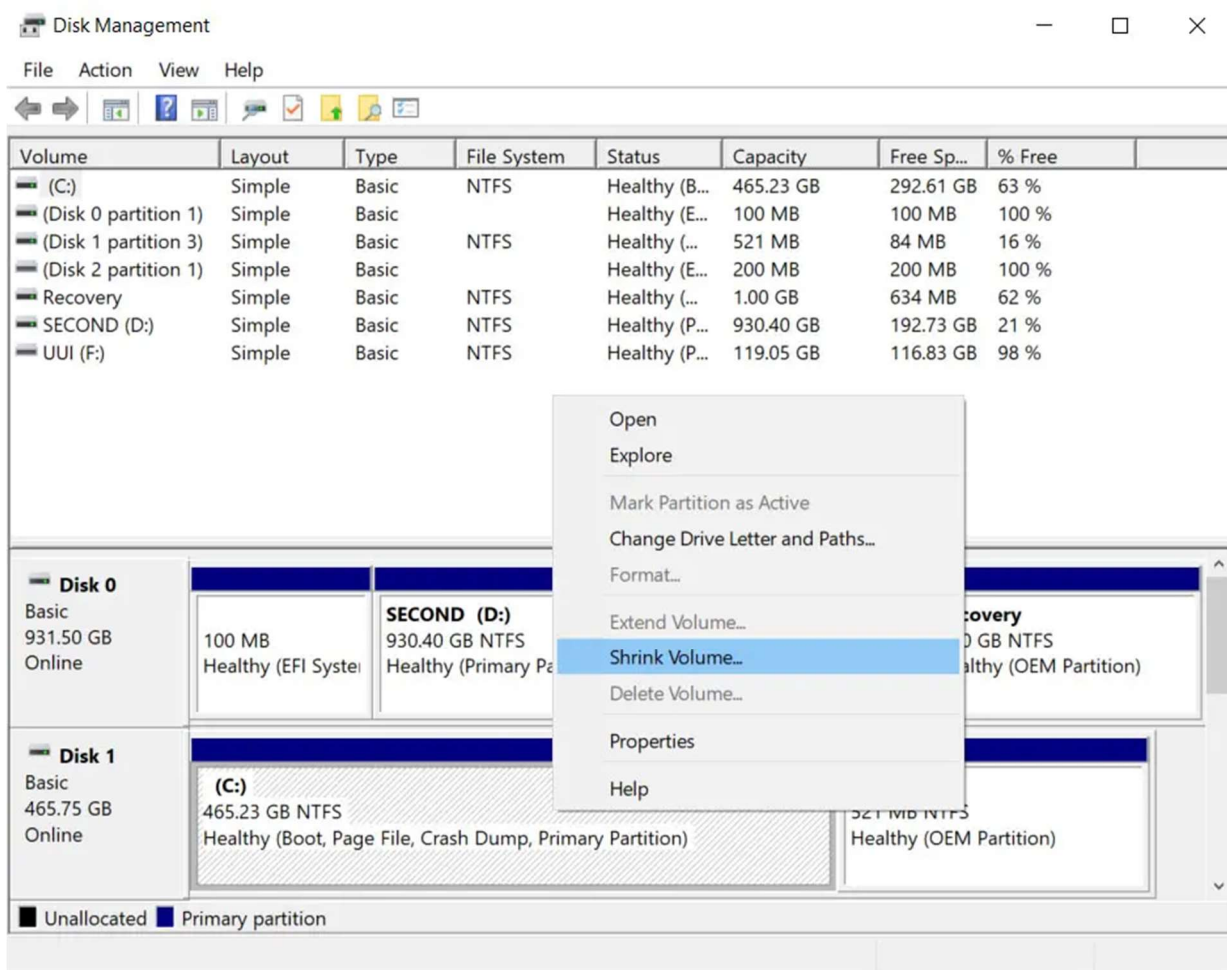 Disk Management
File Action View Help
Volume Layout Type File System Status Capacity Free Sp... % Free
(C:) Simple Basic NTFS Healthy (B... 465.23 GB 292.61 GB 63 %
(Disk 0 partition 1) Simple Basic Healthy (E... 100 MB 100 MB 100 %
(Disk 1 partition 3) Simple Basic NTFS Healthy (... 521 MB 84 MB 16 %
(Disk 2 partition 1) Simple Basic Healthy (E... 200 MB 200 MB 100 %
Recovery Simple Basic NTFS Healthy (... 1.00 GB 634 MB 62 %
SECOND (D:) Simple Basic NTFS Healthy (P... 930.40 GB 192.73 GB 21 %
UUI (F:) Simple Basic NTFS Healthy (P... 119.05 GB 116.83 GB 98 %
Open
Explore
Mark Partition as Active
Change Drive Letter and Paths...
Format...
Extend Volume...
Shrink Volume...
Delete Volume...
Properties
Help
Disk 0
Basic
931.50 GB
Online
100 MB
Healthy (EFI Syste
SECOND (D:)
930.40 GB NTFS
Healthy (Primary Pa
covery
0 GB NTFS
althy (OEM Partition)
Disk 1
Basic
465.75 GB
Online
(C:)
465.23 GB NTFS
Healthy (Boot, Page File, Crash Dump, Primary Partition)
521 MB NTFS
Healthy (OEM Partition)
Unallocated Primary partition